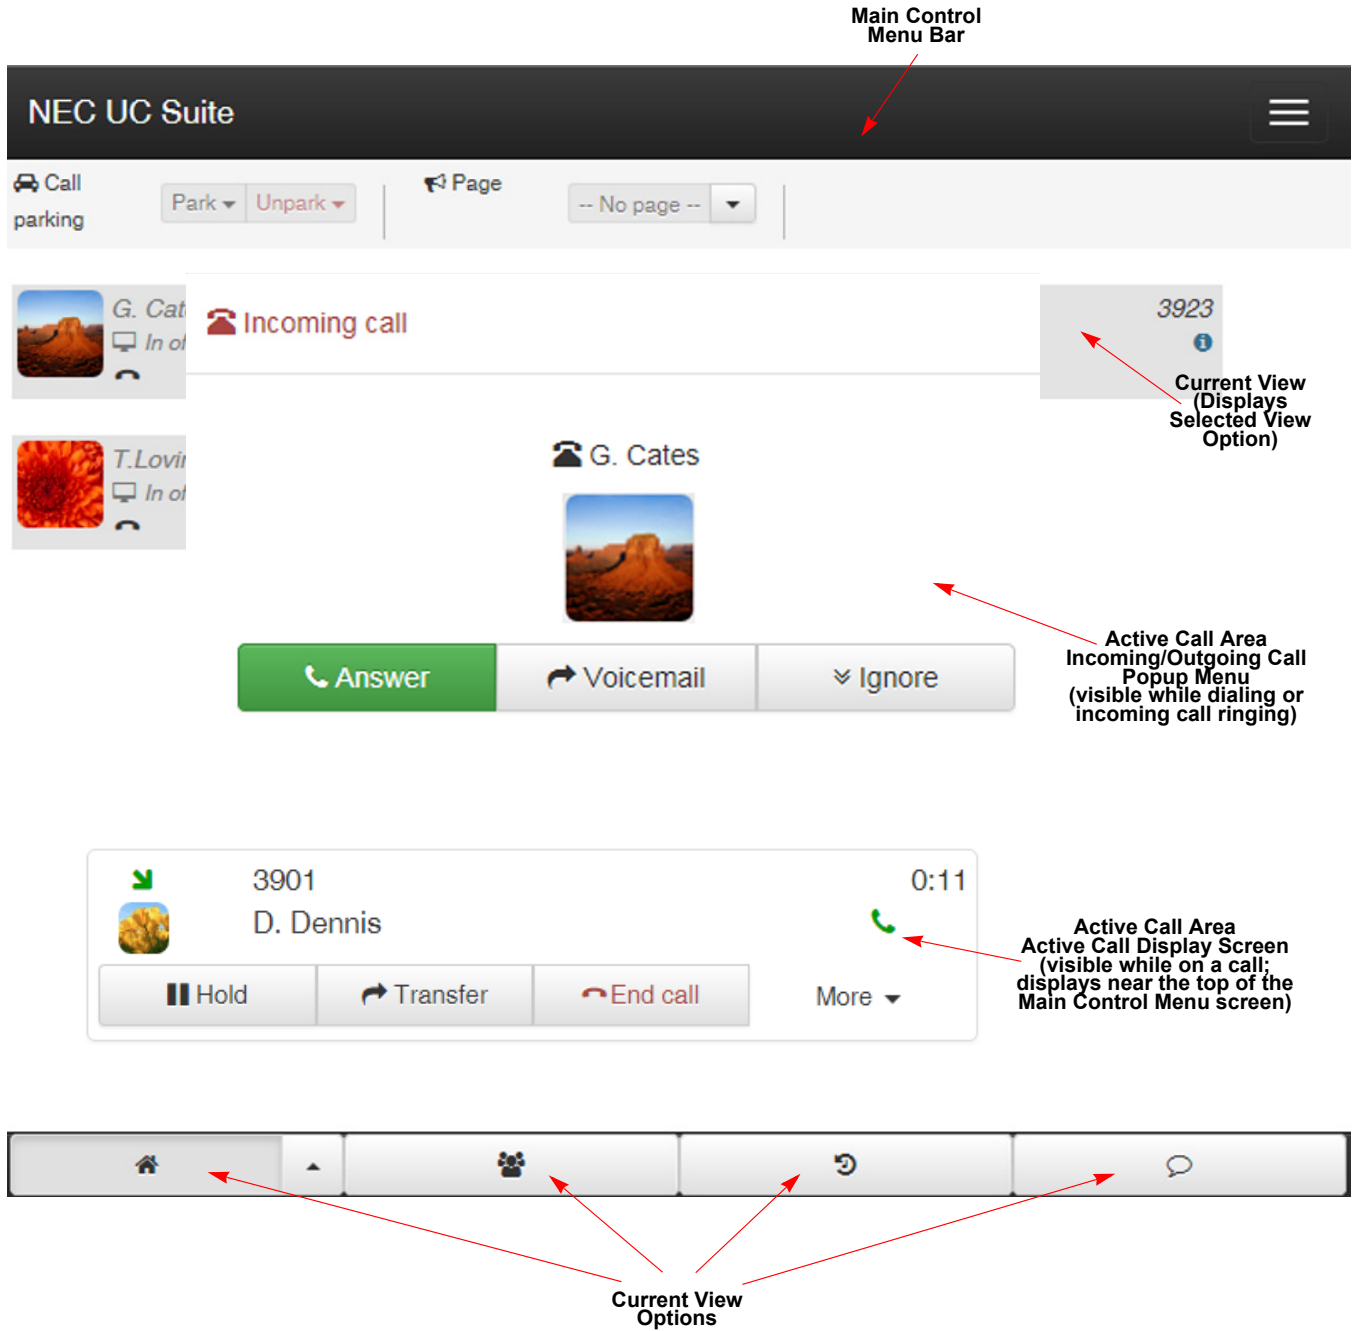 Main Control
Menu Bar
NEC UC Suite
Call
parking
Park
Unpark
Page
-- No page --
G. Cat
In of
Incoming call
3923
Current View
(Displays
Selected View
Option)
T.Lovin
In of
G. Cates
Answer
Voicemail
Ignore
Active Call Area
Incoming/Outgoing Call
Popup Menu
(visible while dialing or
incoming call ringing)
3901
0:11
D. Dennis
Hold
Transfer
End call
More
Active Call Area
Active Call Display Screen
(visible while on a call;
displays near the top of the
Main Control Menu screen)
Current View
Options